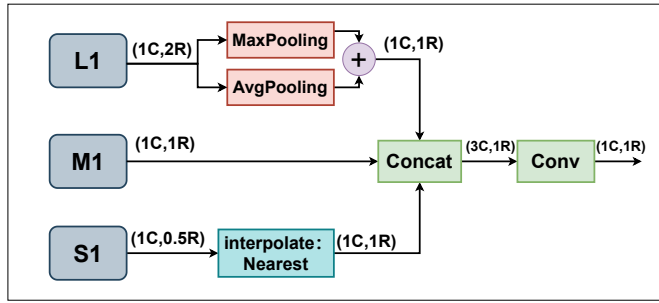 L1
(1C,2R)
MaxPooling
AvgPooling
+
(1C,1R)
M1
(1C,1R)
Concat
(3C,1R)
Conv
(1C,1R)
S1
(1C,0.5R)
interpolate:
Nearest
(1C,1R)